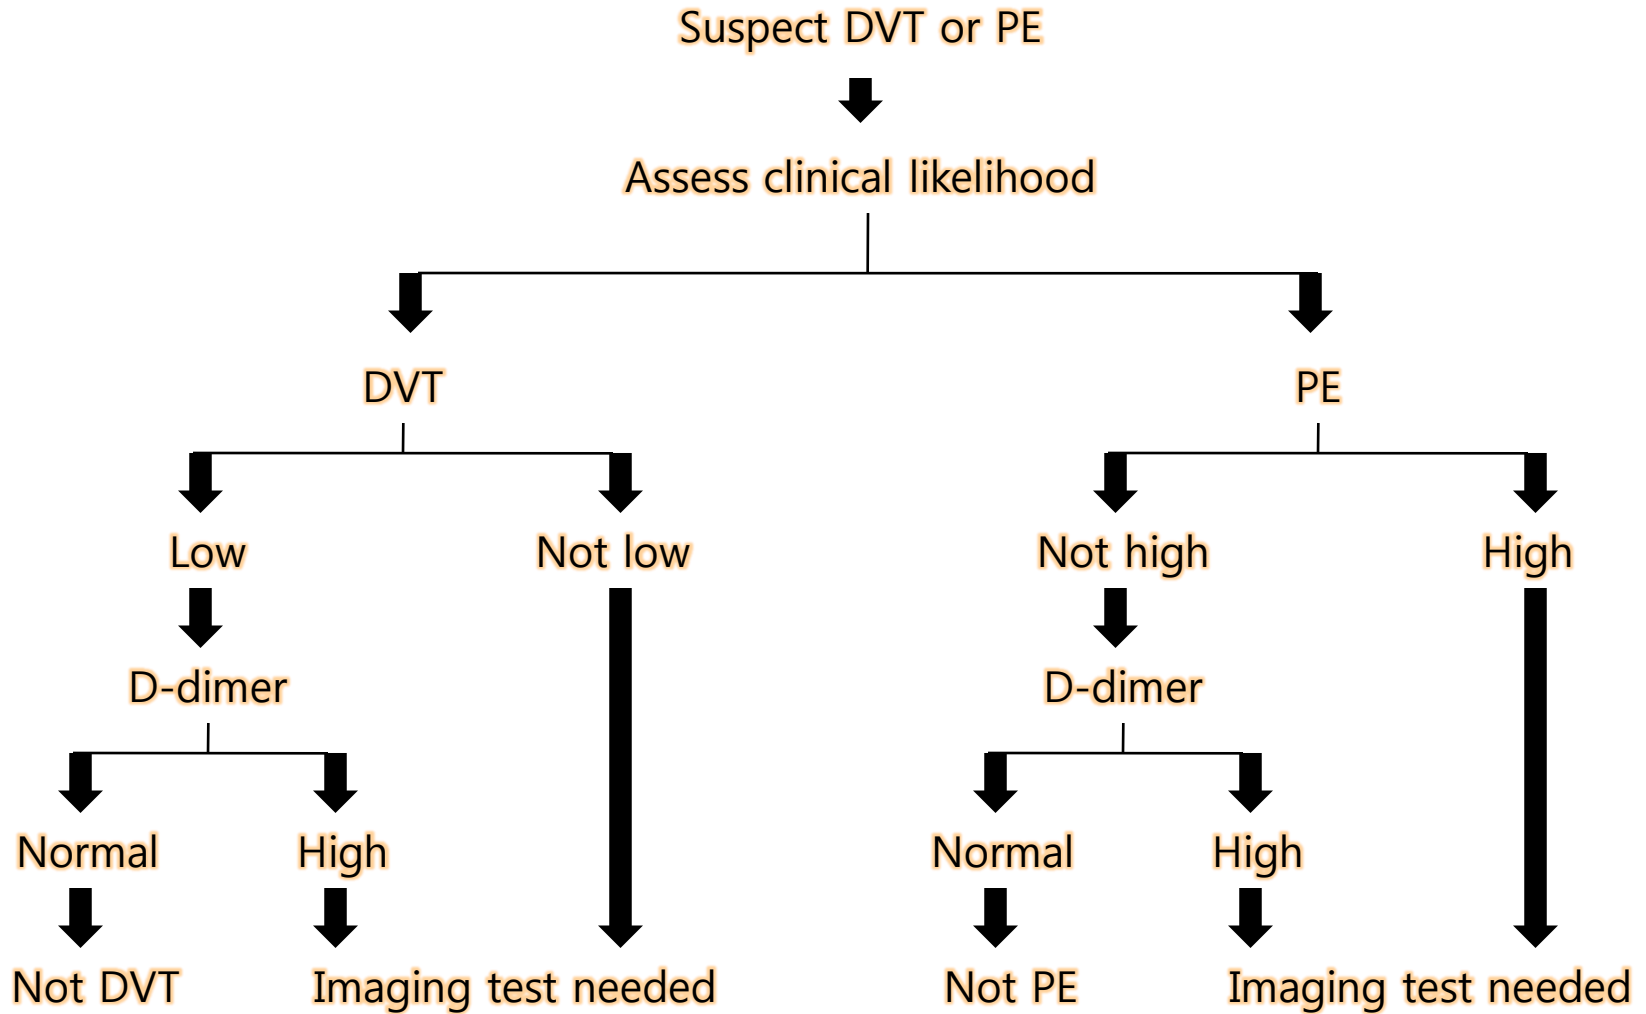 Suspect DVT or PE
Assess clinical likelihood
DVT
PE
Low
Not low
Not high
High
D-dimer
D-dimer
Normal
High
Normal
High
Not DVT
Imaging test needed
Not PE
Imaging test needed